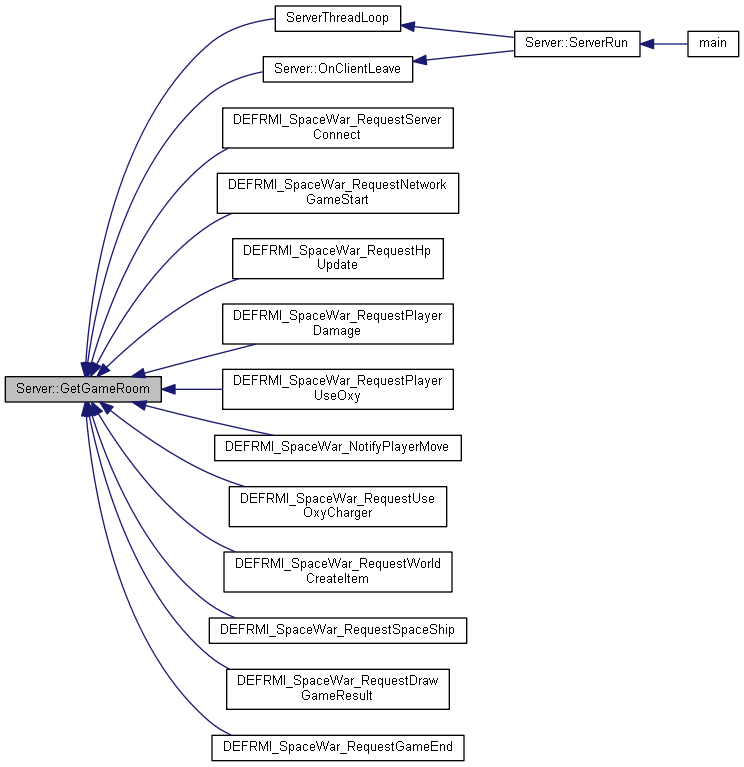 ServerThreadLoop
Server::ServerRun
main
Server::OnClientLeave
DEFRMI_SpaceWar_RequestServer
Connect
DEFRMI_SpaceWar_RequestNetwork
GameStart
DEFRMI_SpaceWar_RequestHp
Update
DEFRMI_SpaceWar_RequestPlayer
Damage
Server::GetGameRoom
DEFRMI_SpaceWar_RequestPlayer
UseOxy
DEFRMI_SpaceWar_NotifyPlayerMove
DEFRMI_SpaceWar_RequestUse
OxyCharger
DEFRMI_SpaceWar_RequestWorld
CreateItem
DEFRMI_SpaceWar_RequestSpaceShip
DEFRMI_SpaceWar_RequestDraw
GameResult
DEFRMI_SpaceWar_RequestGameEnd